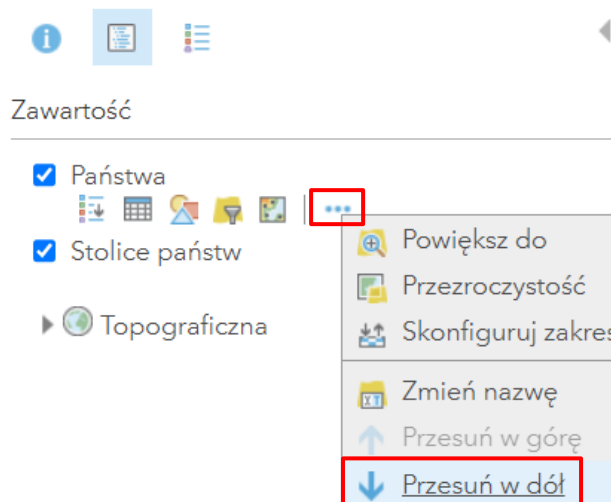 Zawartość
Państwa
Stolice państw
Topograficzna
Powiększ do
Przezroczystość
Skonfiguruj zakres
Zmień nazwę
Przesuń w górę
Przesuń w dół